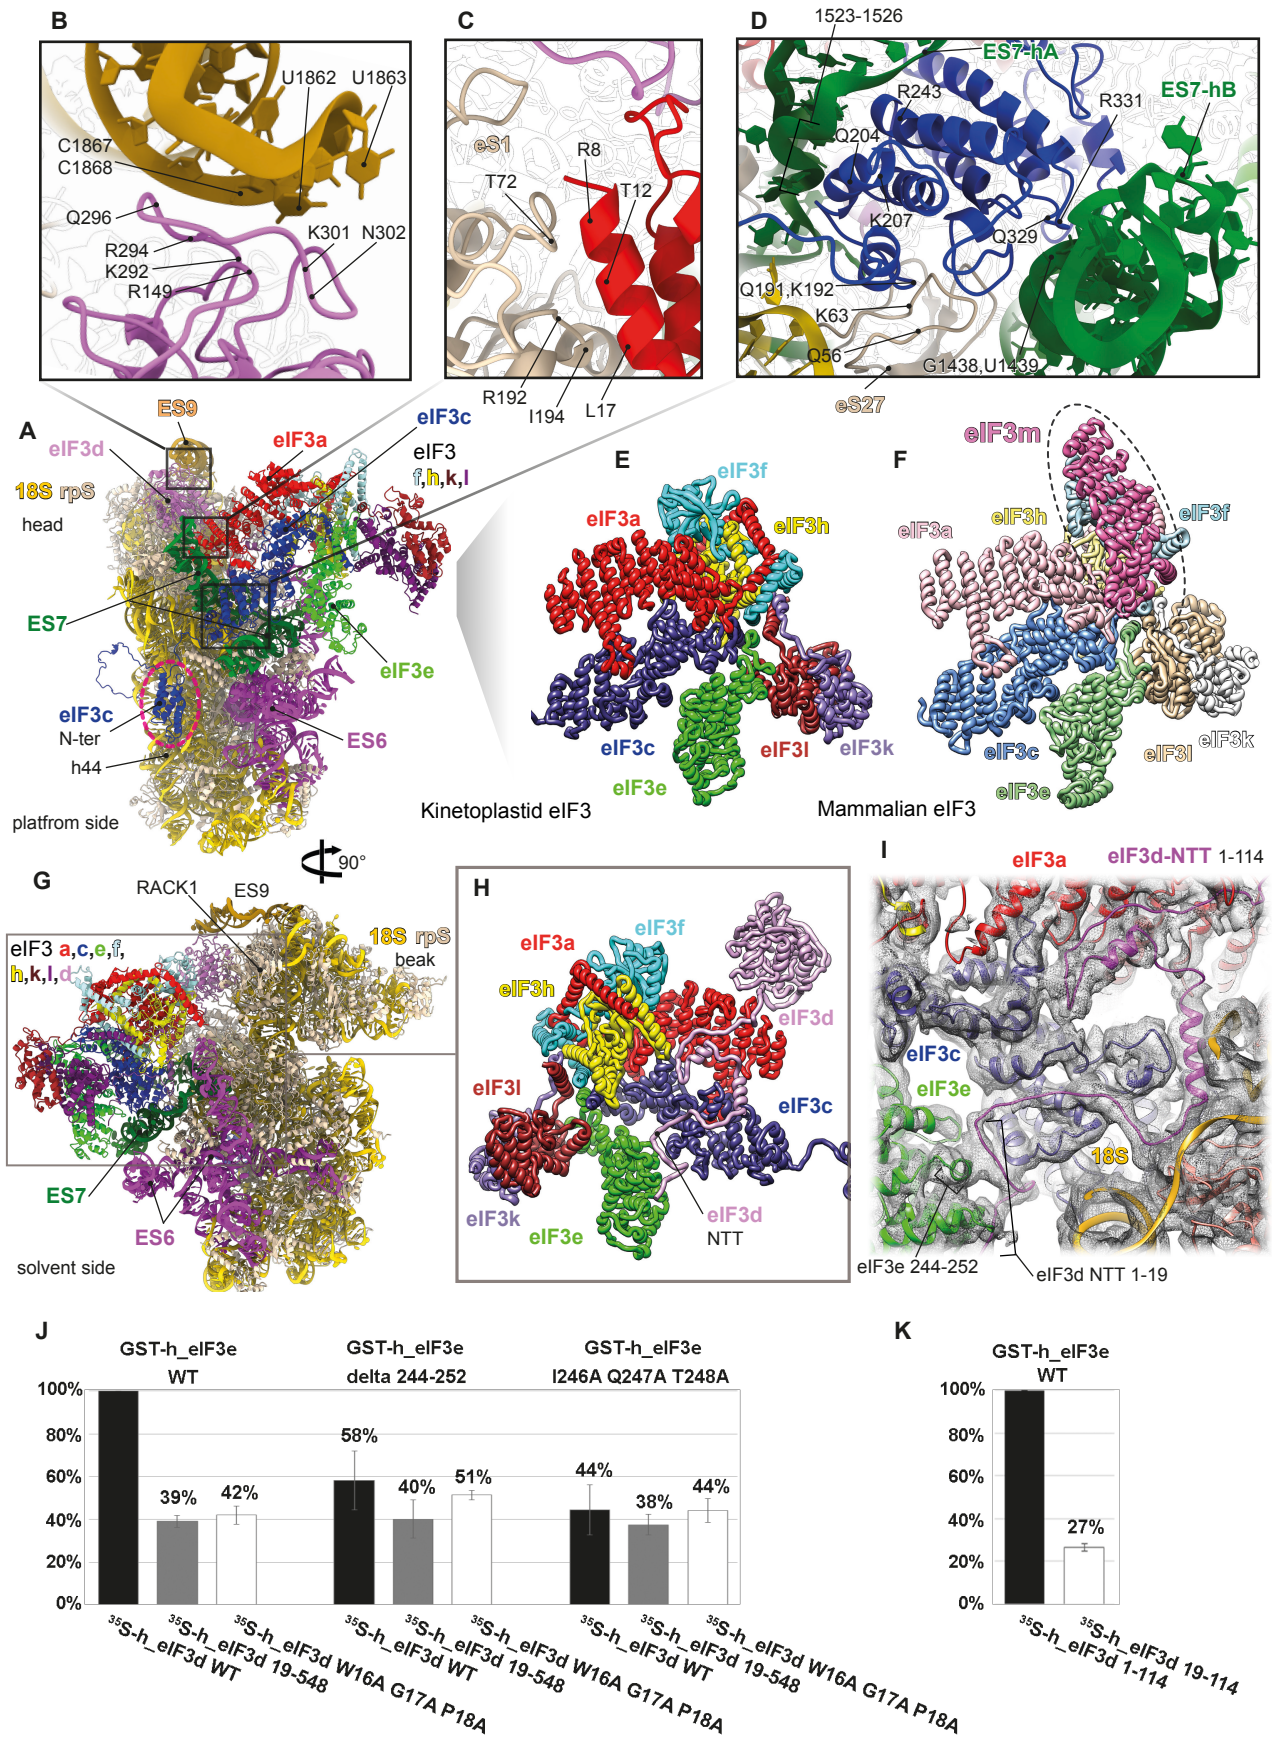 B
U1862 U1863
C1867
C1868
Q296
R294
K292
R149
K301 N302
C
eS1
R8
T72
T12
R192
I194
L17
1523-1526
D
ES7-hA
R243
R331
ES7-hB
Q204
K207
Q329
Q191,K192
K63
Q56
G1438,U1439
eS27
A
ES9
eIF3d
18S rpS
head
eIF3a
eIF3c
eIF3
f,h,k,l
ES7
eIF3c
N-ter
h44
eIF3e
ES6
platfrom side
90°
E
eIF3f
eIF3a
eIF3h
eIF3c
eIF3e
eIF3l
eIF3k
Kinetoplastid eIF3
F
eIF3m
eIF3a
eIF3h
eIF3f
eIF3c
eIF3e
eIF3l
eIF3k
Mammalian eIF3
G
RACK1
ES9
eIF3 a,c,e,f,
h,k,l,d
18S rpS
beak
ES7
ES6
solvent side
H
eIF3a
eIF3f
eIF3h
eIF3d
eIF3l
eIF3c
eIF3k
eIF3e
eIF3d
NTT
I
eIF3a
eIF3d-NTT 1-114
eIF3c
eIF3e
18S
eIF3e 244-252
eIF3d NTT 1-19
J
GST-h_eIF3e
WT
GST-h_eIF3e
delta 244-252
GST-h_eIF3e
I246A Q247A T248A
100%
80%
60%
40%
20%
0%
39%
42%
58%
40%
51%
44%
38%
44%
³⁵S-h_eIF3d WT
³⁵S-h_eIF3d 19-548
³⁵S-h_eIF3d W16A G17A P18A
³⁵S-h_eIF3d WT
³⁵S-h_eIF3d 19-548
³⁵S-h_eIF3d W16A G17A P18A
³⁵S-h_eIF3d WT
³⁵S-h_eIF3d 19-548
³⁵S-h_eIF3d W16A G17A P18A
K
GST-h_eIF3e
WT
100%
80%
60%
40%
20%
0%
27%
³⁵S-h_eIF3d 1-114
³⁵S-h_eIF3d 19-114